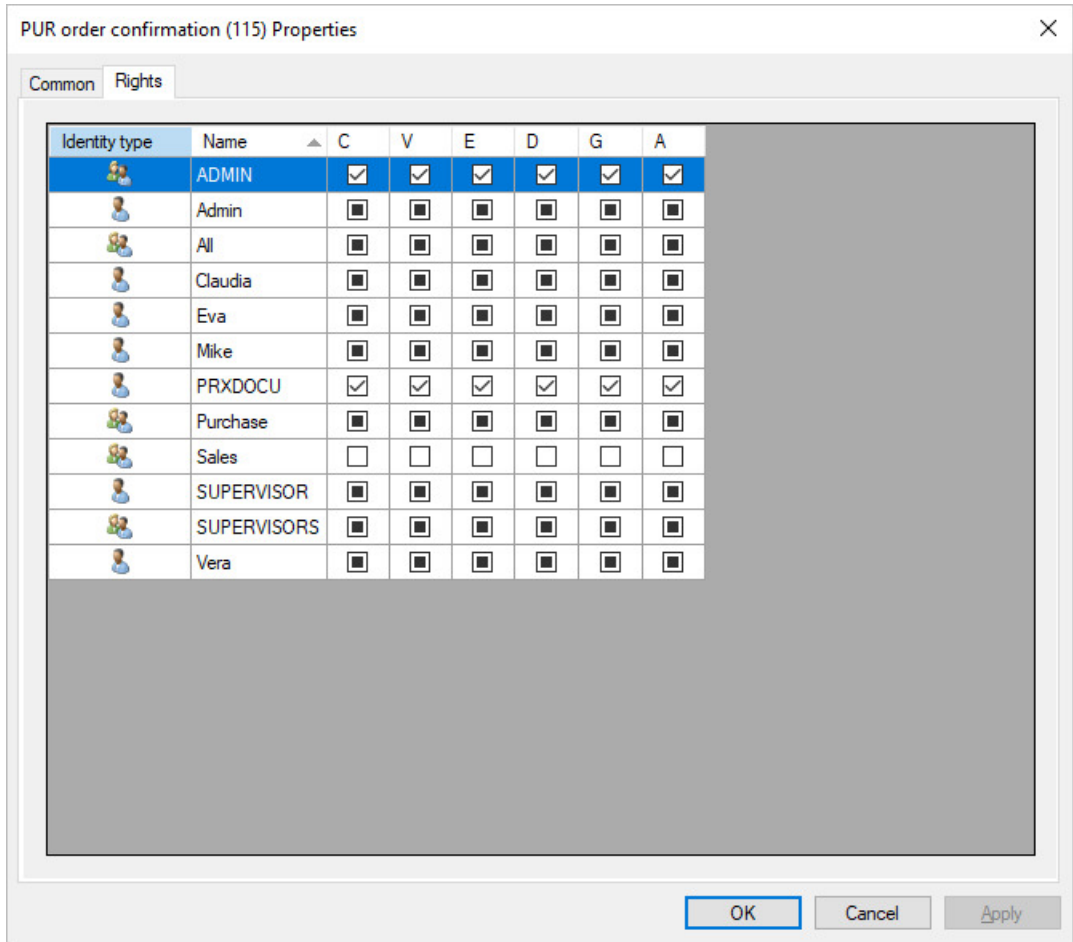 PUR order confirmation (115) Properties
Common Rights
Identity type Name C V E D G A
ADMIN
Admin
All
Claudia
Eva
Mike
PRXDOCU
Purchase
Sales
SUPERVISOR
SUPERVISORS
Vera
OK Cancel Apply